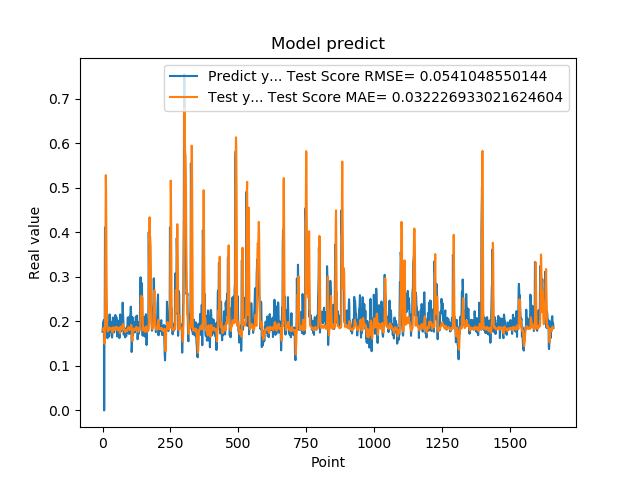 Model predict
Predict y... Test Score RMSE= 0.0541048550144
Test y... Test Score MAE= 0.032226933021624604
0.7
0.6
0.5
0.4
0.3
0.2
0.1
0.0
Real value
0 250 500 750 1000 1250 1500
Point